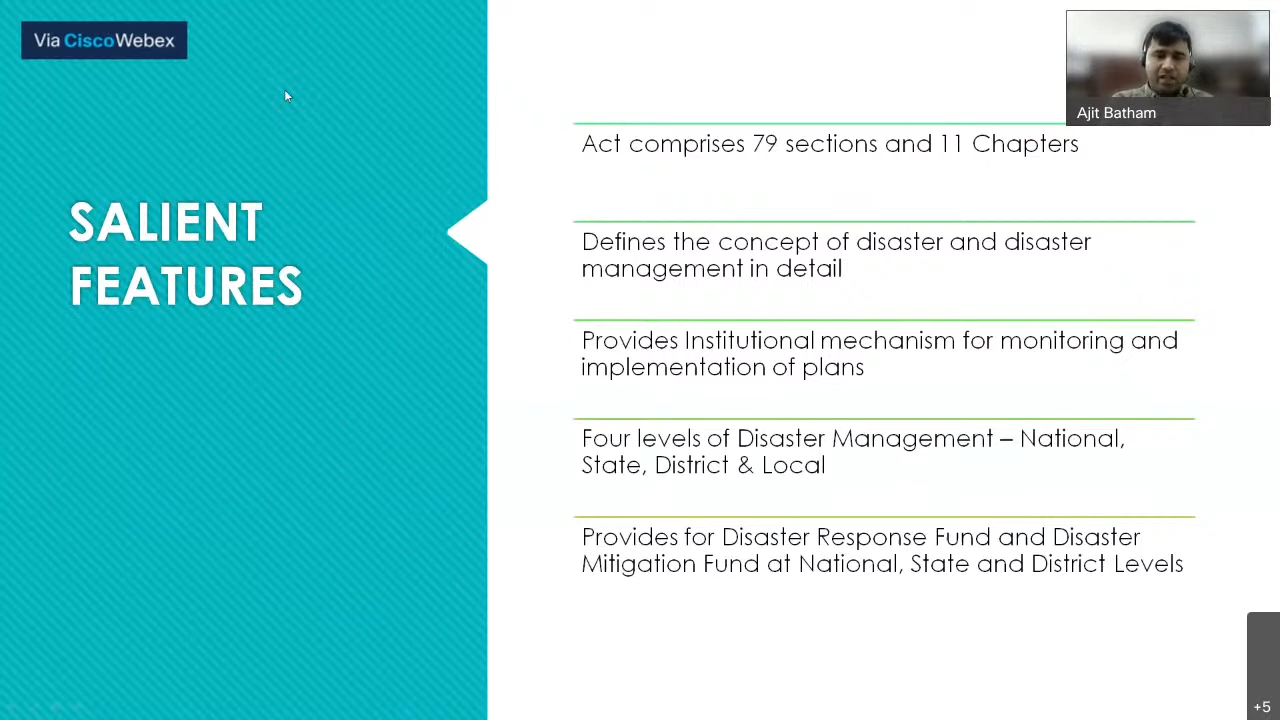 Via CiscoWebex
Ajit Batham
SALIENT
FEATURES
Act comprises 79 sections and 11 Chapters
Defines the concept of disaster and disaster
management in detail
Provides Institutional mechanism for monitoring and
implementation of plans
Four levels of Disaster Management – National,
State, District & Local
Provides for Disaster Response Fund and Disaster
Mitigation Fund at National, State and District Levels
+5